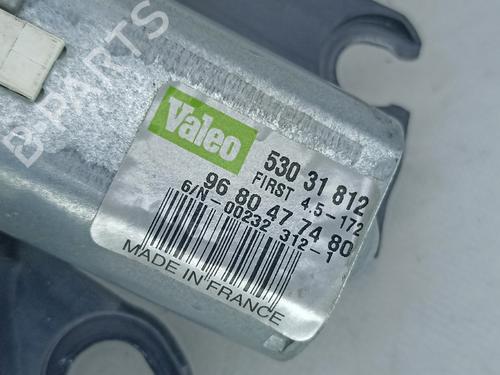 B-PARTS
Valeo
530 31 812
FIRST 4.5-172
96 80 47 74 80
6/N-00232 312-1
MADE IN FRANCE